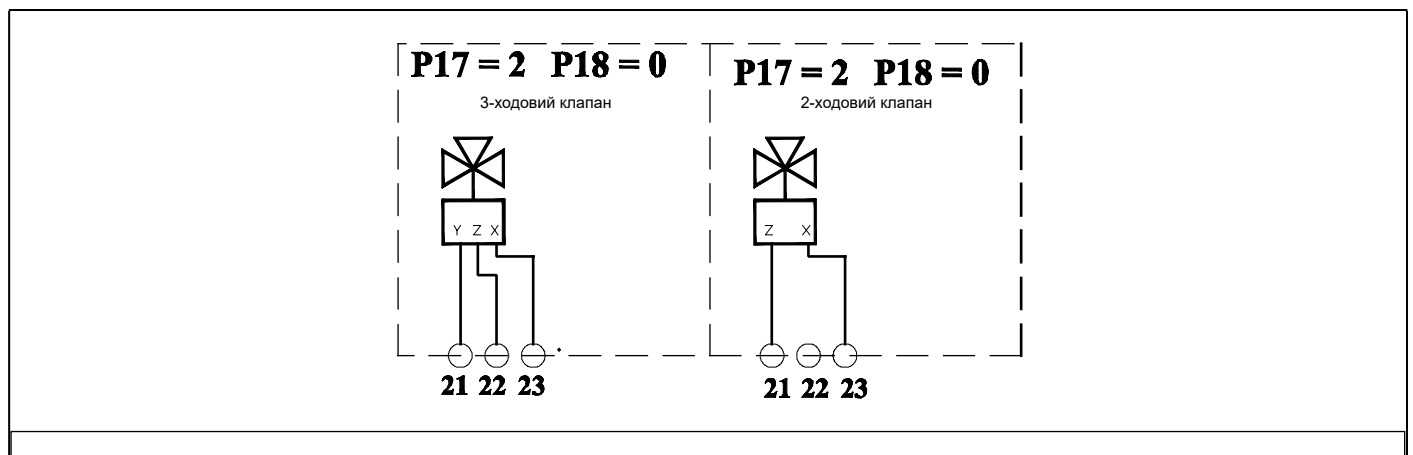 P17 = 2 P18 = 0
3-ходовий клапан
Y Z X
21 22 23
P17 = 2 P18 = 0
2-ходовий клапан
Z X
21 22 23